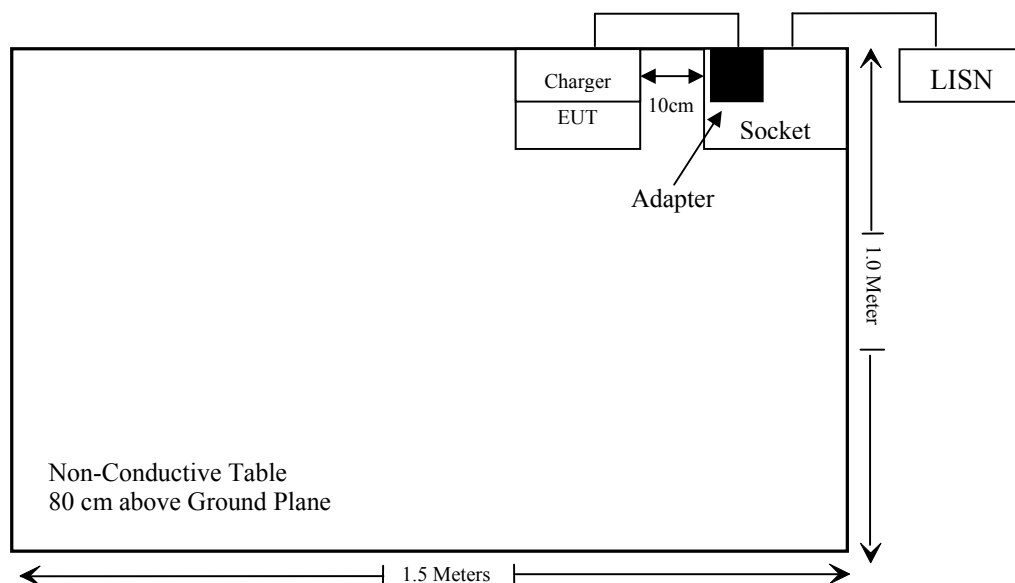 Charger
EUT
10cm
Socket
LISN
Adapter
1.0 Meter
Non-Conductive Table
80 cm above Ground Plane
1.5 Meters